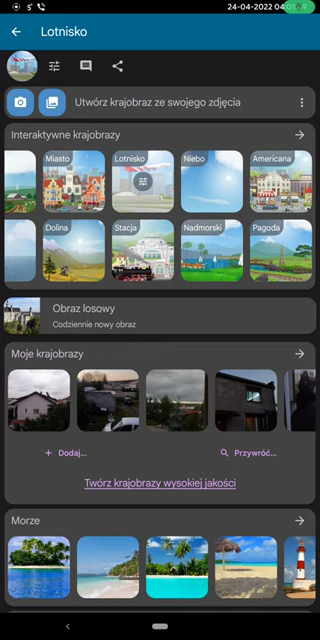 24-04-2022
Lotnisko
Utwórz krajobraz ze swojego zdjęcia
Interaktywne krajobrazy
Miasto
Lotnisko
Niebo
Americana
Dolina
Stacja
Nadmorski
Pagoda
Obraz losowy
Codziennie nowy obraz
Moje krajobrazy
Dodaj...
Przywróć...
Twórz krajobrazy wysokiej jakości
Morze